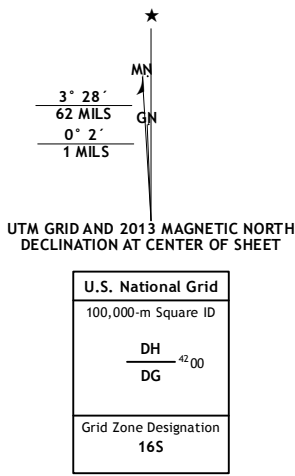 ★
MN
3° 28´
62 MILS
GN
0° 2´
1 MILS
UTM GRID AND 2013 MAGNETIC NORTH
DECLINATION AT CENTER OF SHEET
U.S. National Grid
100,000-m Square ID
DH
⁴²00
DG
Grid Zone Designation
16S